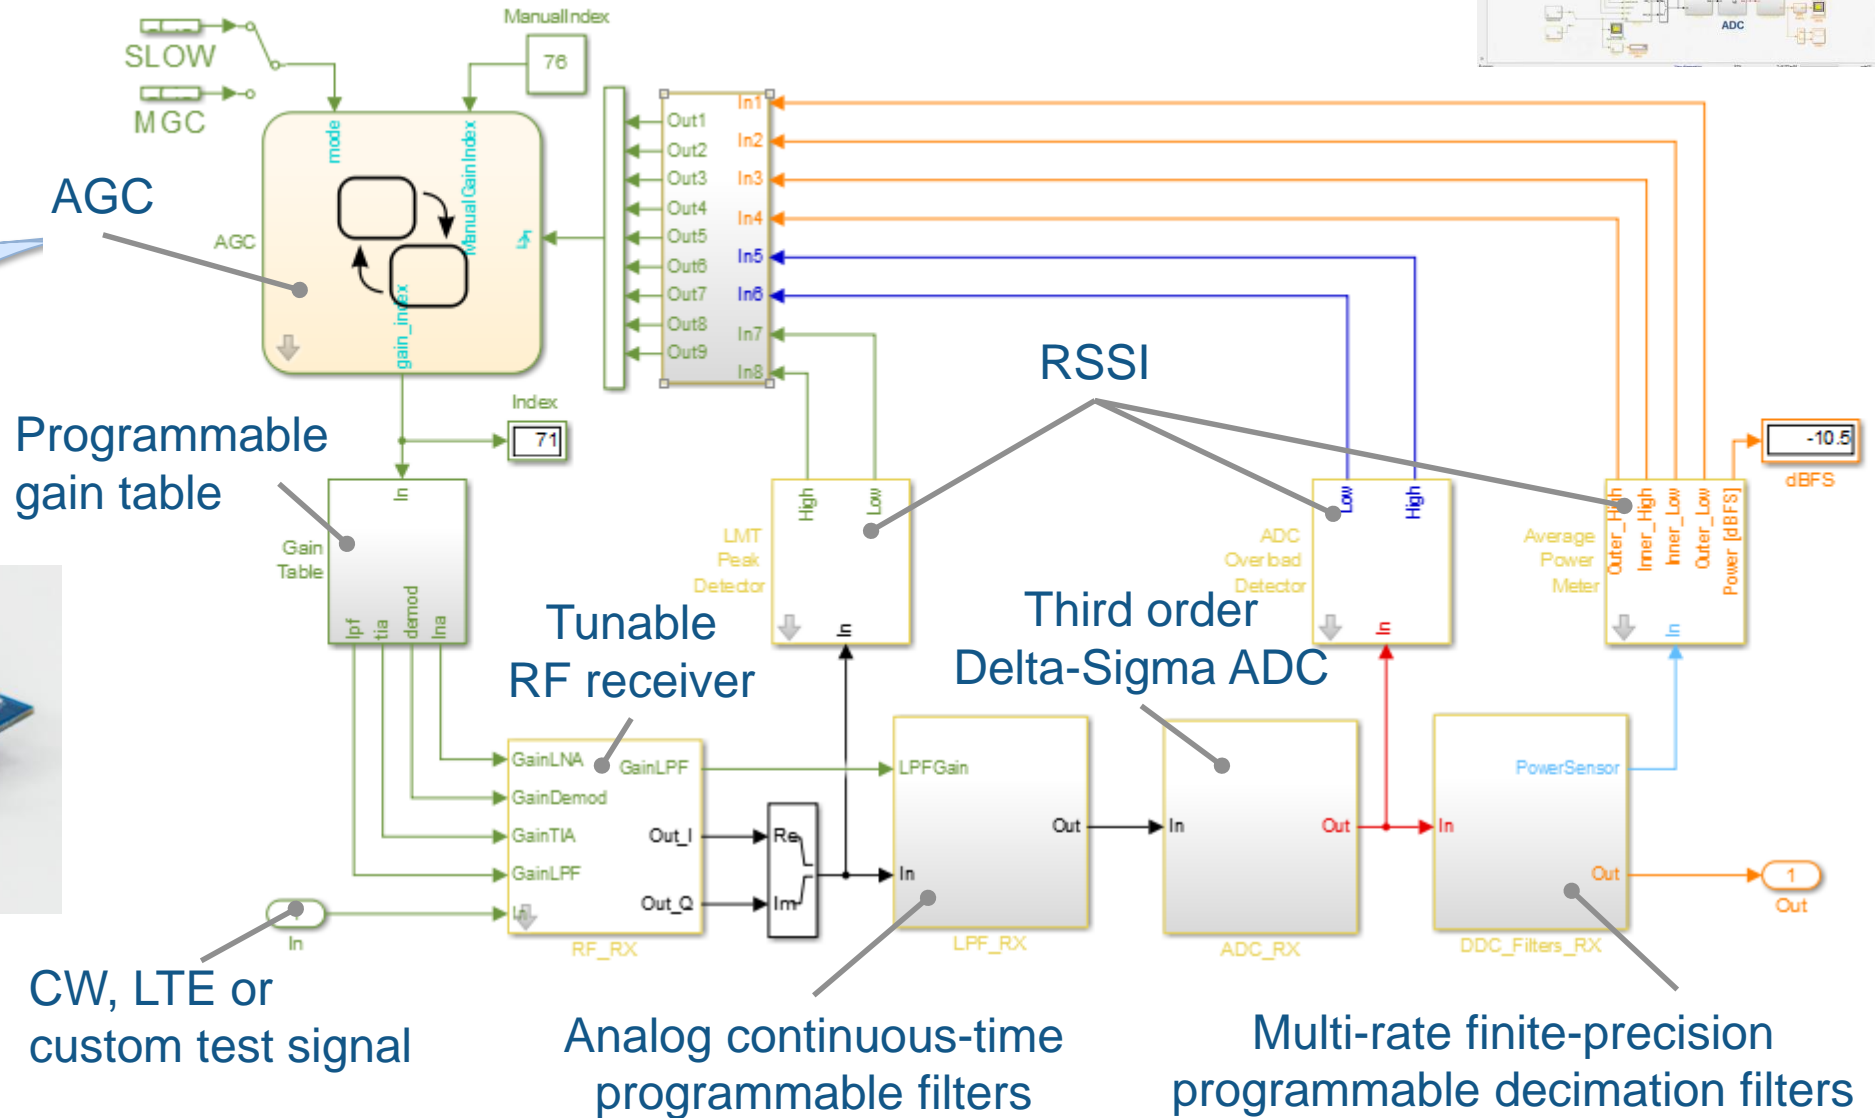 ManualIndex
SLOW
76
MGC
ADC
mode
ManualGainIndex
AGC
AGC
gain_index
Out1
Out2
Out3
Out4
Out5
Out6
Out7
Out8
Out9
In1
In2
In3
In4
In5
In6
In7
In8
RSSI
Index
71
Programmable
gain table
In
Gain
Table
lpf
tia
demod
lna
High
Low
LMT
Peak
Detector
In
Low
High
ADC
Overload
Detector
In
Outer_High
Inner_High
Inner_Low
Outer_Low
Power [dBFS]
Average
Power
Meter
In
-10.5
dBFS
Tunable
RF receiver
Third order
Delta-Sigma ADC
GainLNA
GainDemod
GainTIA
GainLPF
In
GainLPF
Out_I
Out_Q
RF_RX
Re
Im
LPFGain
In
Out
LPF_RX
In
Out
ADC_RX
In
PowerSensor
Out
DDC_Filters_RX
1
Out
In
CW, LTE or
custom test signal
Analog continuous-time
programmable filters
Multi-rate finite-precision
programmable decimation filters